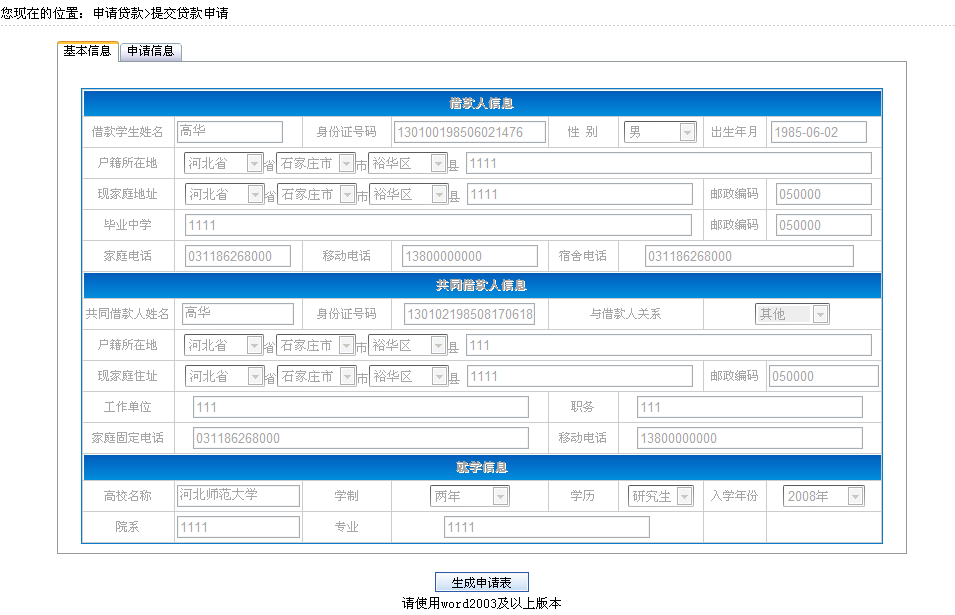 您现在的位置: 申请贷款>提交贷款申请
基本信息 申请信息
借款人信息
借款学生姓名 高华 身份证号码 130100198506021476 性 别 男 出生年月 1985-06-02
户籍所在地 河北省 省 石家庄市 市 裕华区 县 1111
现家庭地址 河北省 省 石家庄市 市 裕华区 县 1111 邮政编码 050000
毕业中学 1111 邮政编码 050000
家庭电话 031186268000 移动电话 13800000000 宿舍电话 031186268000
共同借款人信息
共同借款人姓名 高华 身份证号码 130102198508170618 与借款人关系 其他
户籍所在地 河北省 省 石家庄市 市 裕华区 县 111
现家庭住址 河北省 省 石家庄市 市 裕华区 县 1111 邮政编码 050000
工作单位 111 职务 111
家庭固定电话 031186268000 移动电话 13800000000
就学信息
高校名称 河北师范大学 学制 两年 学历 研究生 入学年份 2008年
院系 1111 专业 1111
生成申请表
请使用word2003及以上版本